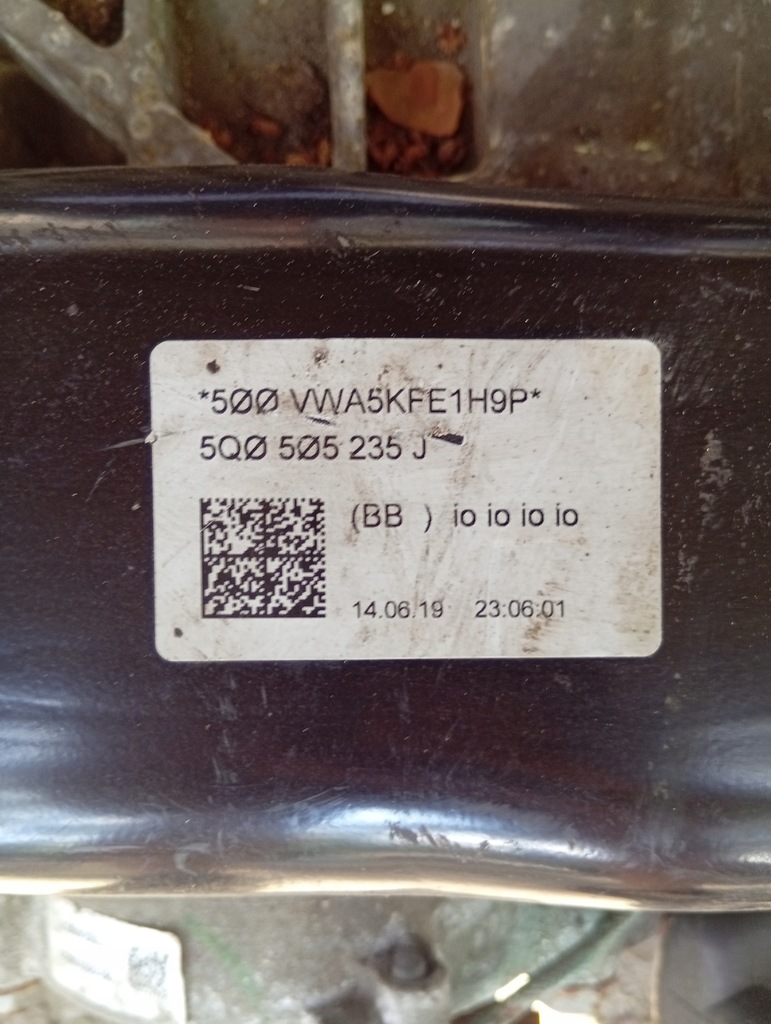 *5ØØ VWA5KFE1H9P*
5QØ 5Ø5 235 J
(BB ) io io io io
14.06.19 23:06:01